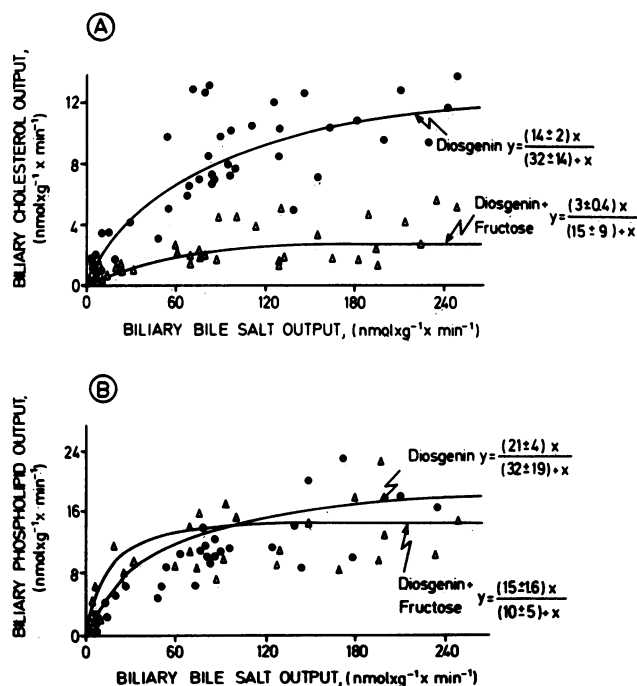 A
BILIARY CHOLESTEROL OUTPUT,
(nmolxg⁻¹x min⁻¹)
12
8
4
0
Diosgenin y= (14±2) x
(32±14)÷x
Diosgenin+
Fructose y= (3±0.4) x
(15±9)÷x
0 60 120 180 240
BILIARY BILE SALT OUTPUT, (nmolxg⁻¹x min⁻¹)
B
BILIARY PHOSPHOLIPID OUTPUT,
(nmolxg⁻¹x min⁻¹)
24
16
8
0
Diosgenin y= (21±4) x
(32±19)÷x
Diosgenin+
Fructose y= (15±1.6) x
(10±5)÷x
0 60 120 180 240
BILIARY BILE SALT OUTPUT, (nmolxg⁻¹x min⁻¹)